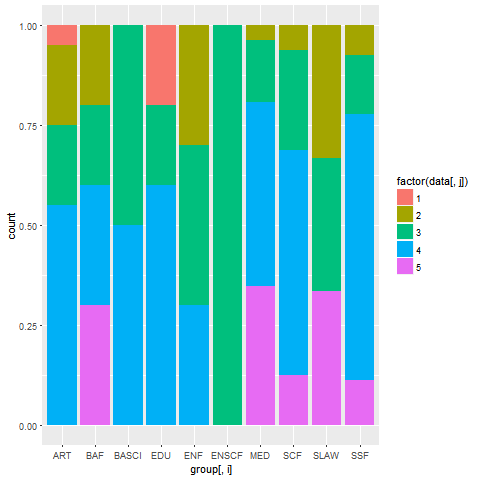 1.00
0.75
0.50
0.25
0.00
count
ART BAF BASCI EDU ENF ENSCF MED SCF SLAW SSF
group[, i]
factor(data[, j])
1
2
3
4
5